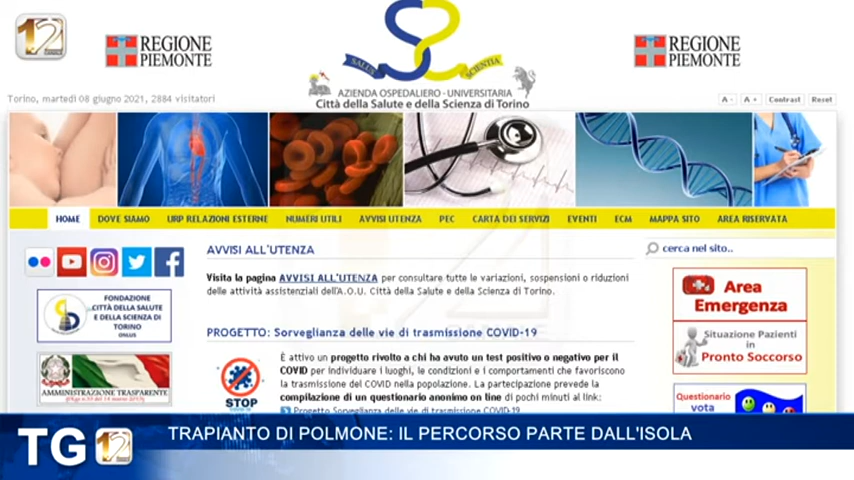 12
REGIONE
PIEMONTE
SALUS
SCIENTIA
REGIONE
PIEMONTE
AZIENDA OSPEDALIERO - UNIVERSITARIA
Città della Salute e della Scienza di Torino
Torino, martedì 08 giugno 2021, 2884 visitatori
A -
A +
Contrast
Reset
HOME
DOVE SIAMO
URP RELAZIONI ESTERNE
NUMERI UTILI
AVVISI UTENZA
PEC
CARTA DEI SERVIZI
EVENTI
ECM
MAPPA SITO
AREA RISERVATA
AVVISI ALL'UTENZA
Visita la pagina AVVISI ALL'UTENZA per consultare tutte le variazioni, sospensioni o riduzioni
delle attività assistenziali dell'A.O.U. Città della Salute e della Scienza di Torino.
PROGETTO: Sorveglianza delle vie di trasmissione COVID-19
È attivo un progetto rivolto a chi ha avuto un test positivo o negativo per il
COVID per individuare i luoghi, le condizioni e i comportamenti che favoriscono
la trasmissione del COVID nella popolazione. La partecipazione prevede la
compilazione di un questionario anonimo on line di pochi minuti al link:
Progetto Sorveglianza delle vie di trasmissione COVID-19
STOP
FONDAZIONE
CITTÀ DELLA SALUTE
E DELLA SCIENZA DI
TORINO
ONLUS
AMMINISTRAZIONE TRASPARENTE
cerca nel sito..
Area
Emergenza
Situazione Pazienti
in
Pronto Soccorso
Questionario
vota
TG 12
TRAPIANTO DI POLMONE: IL PERCORSO PARTE DALL'ISOLA